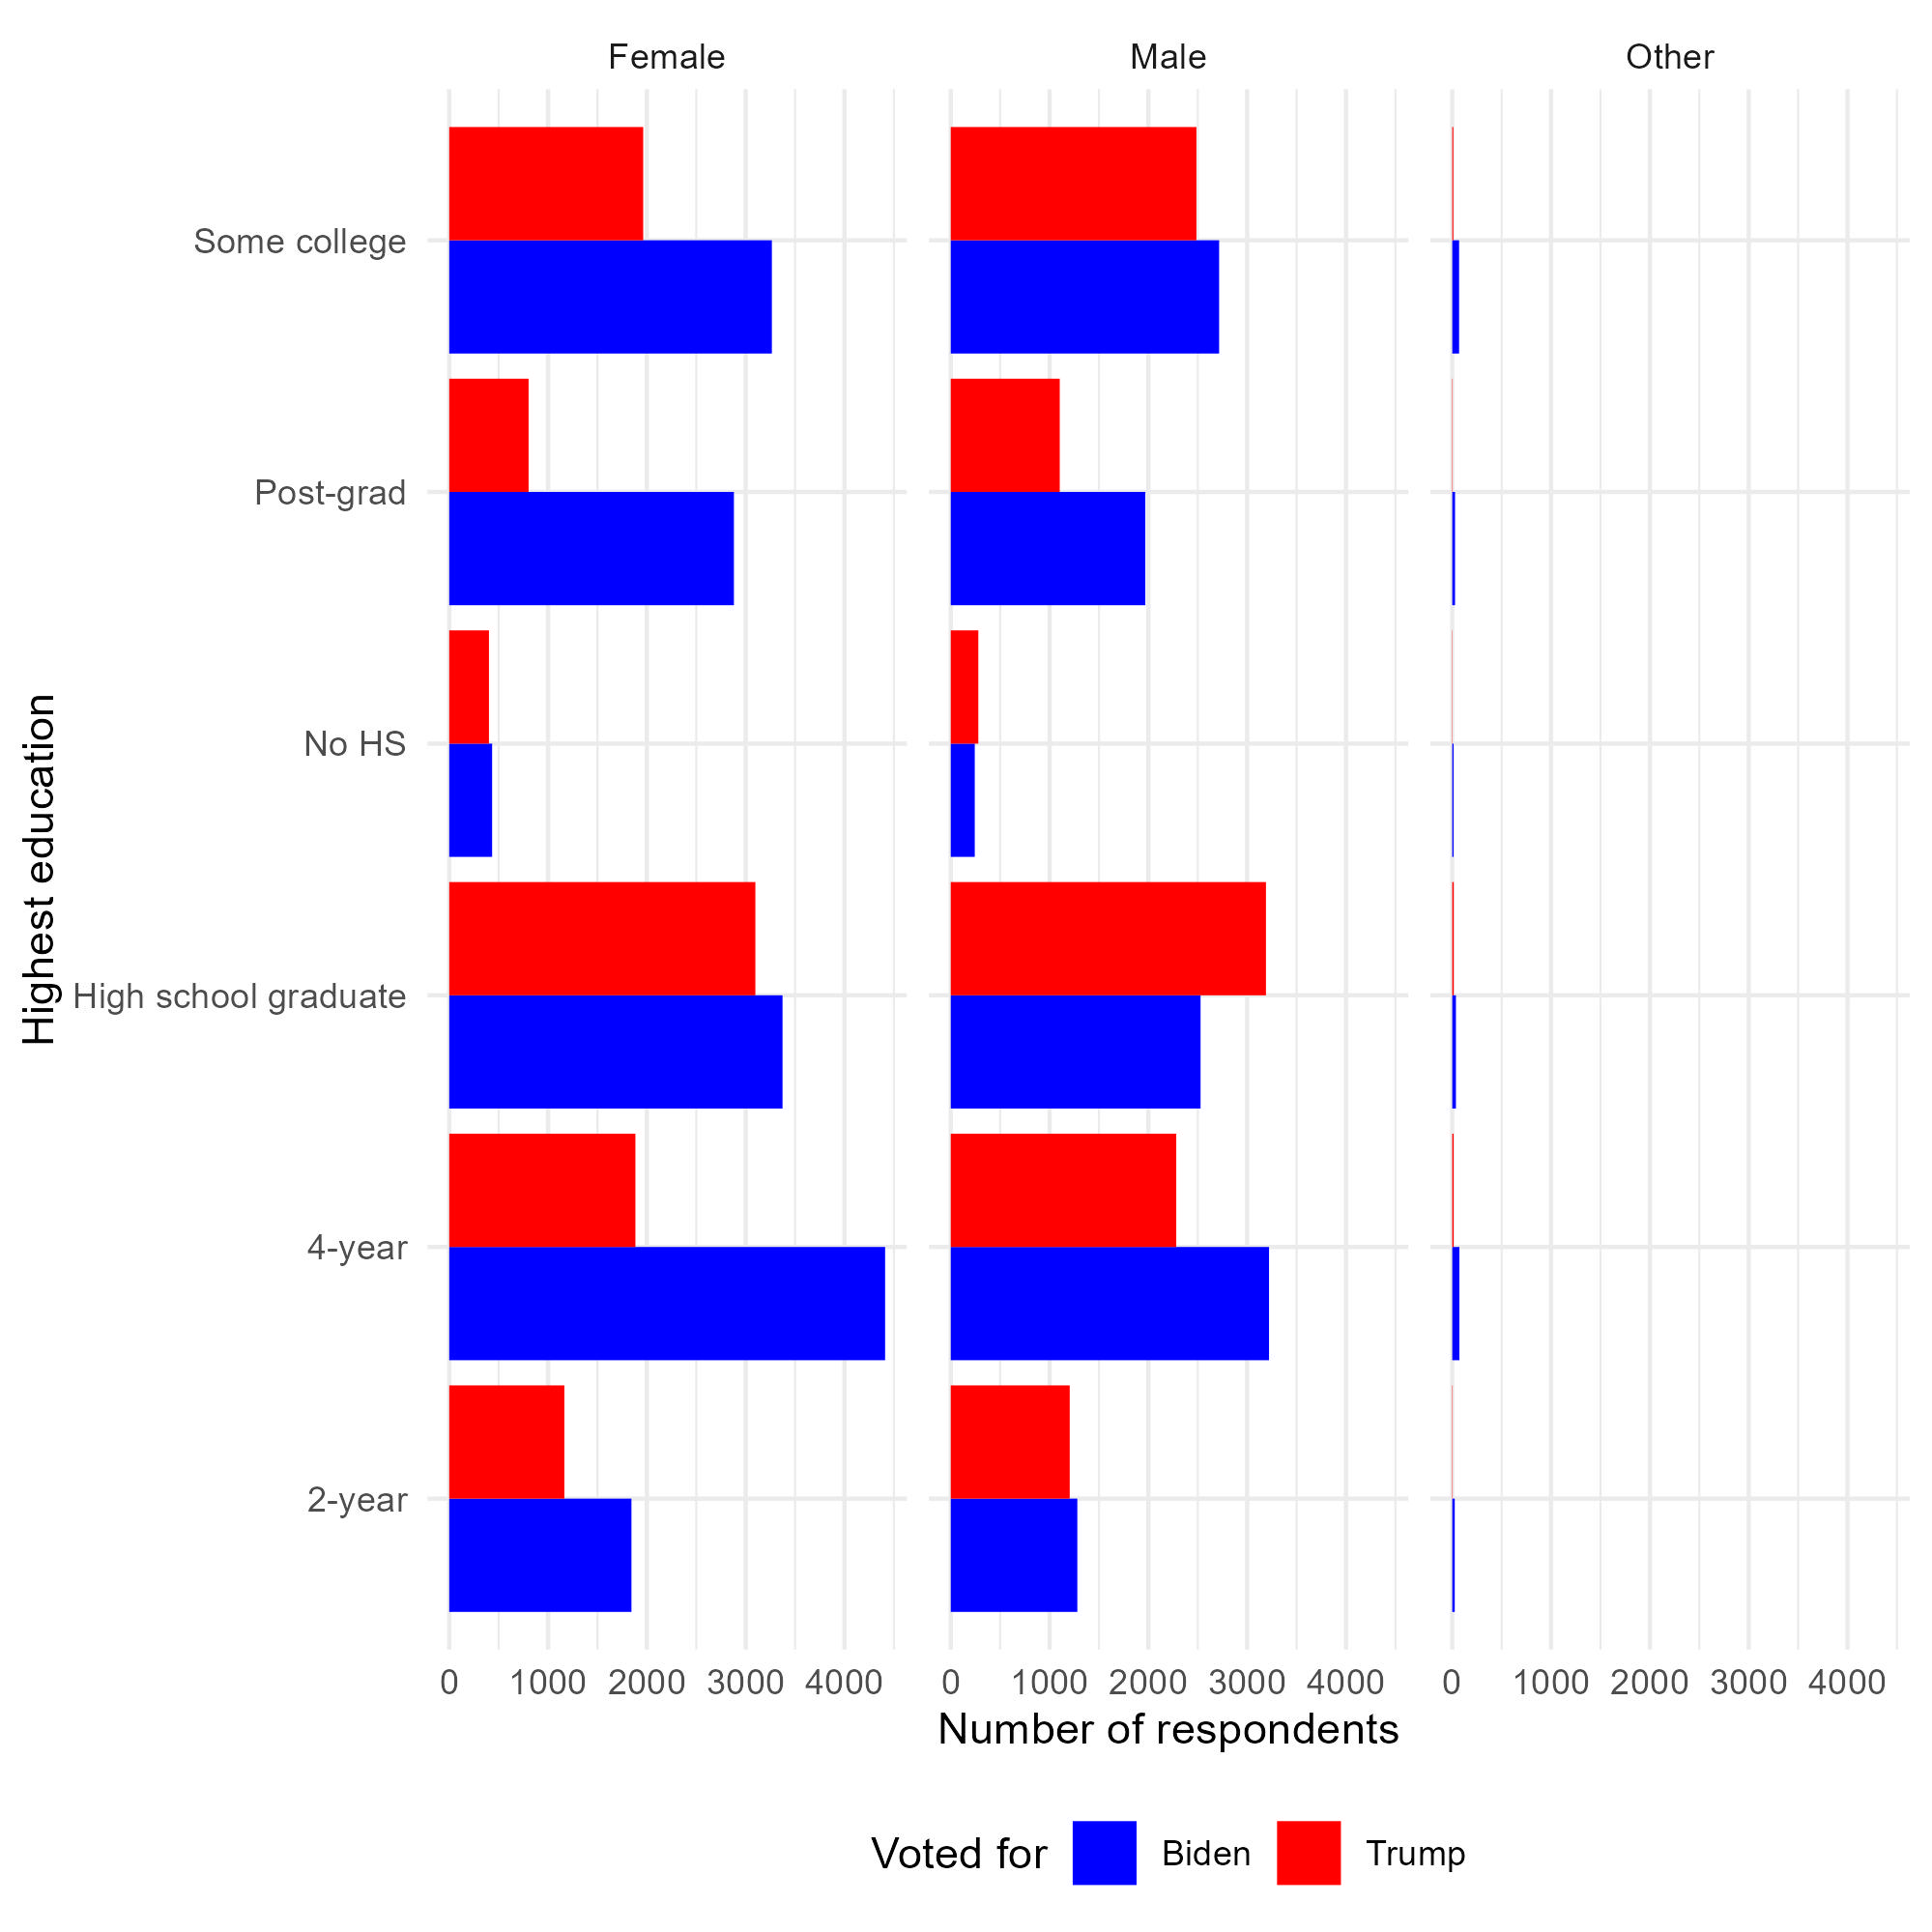 Female Male Other
Some college
Post-grad
No HS
High school graduate
4-year
2-year
Highest education
0 1000 2000 3000 4000 0 1000 2000 3000 4000 0 1000 2000 3000 4000
Number of respondents
Voted for Biden Trump